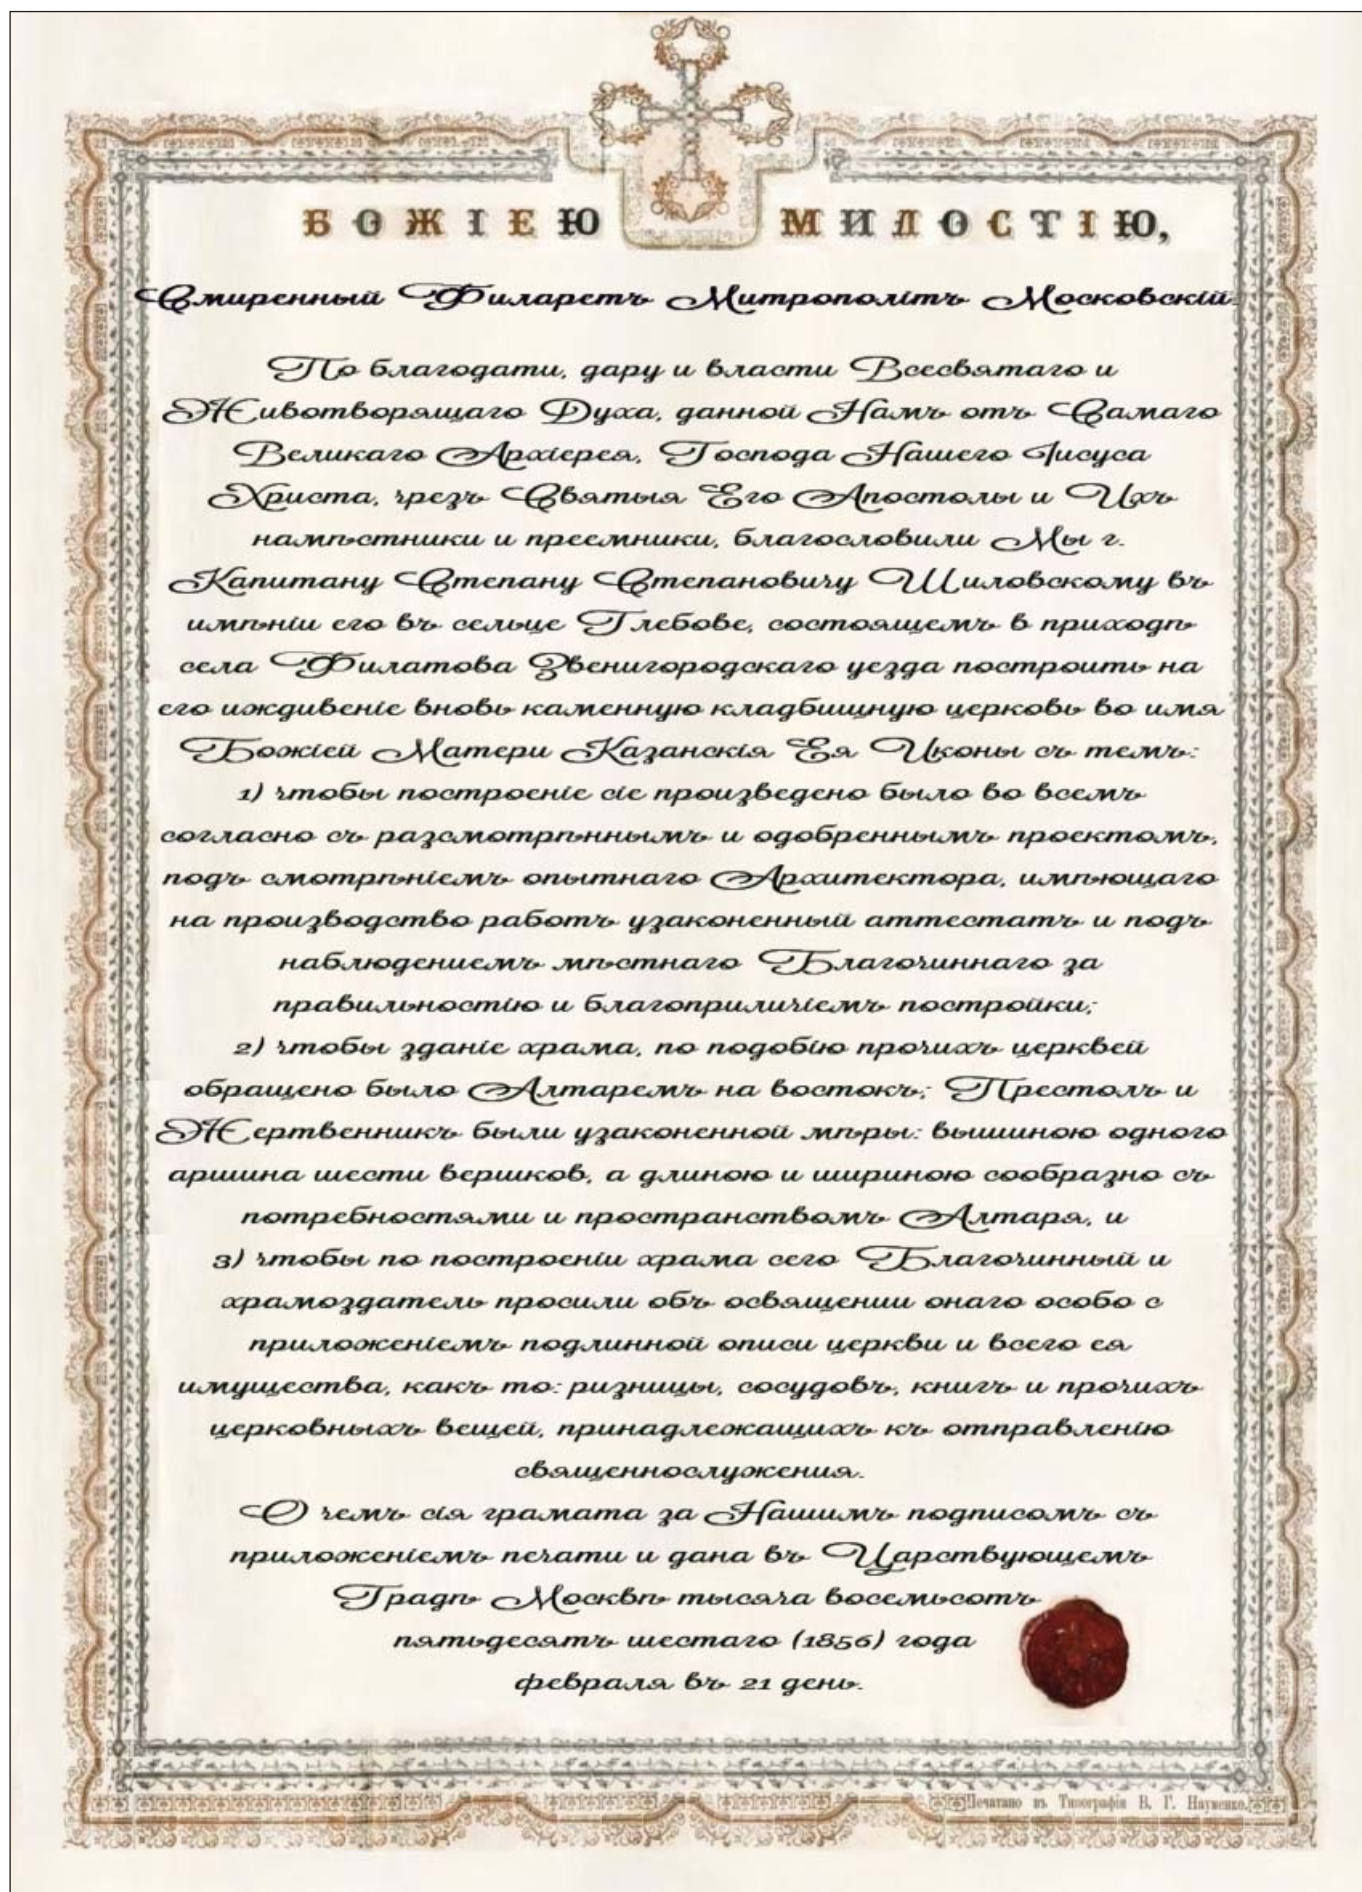 БОЖІЕЮ МИЛОСТІЮ,
Смиренный Филаретъ Митрополітъ Московскій.
По благодати, дару и власти Всесвятаго и
Животворящаго Духа, данной Намъ отъ Самаго
Великаго Архіерея, Господа Нашего Іисуса
Христа, чрезъ Святыя Его Апостолы и Ихъ
намѣстники и преемники, благословили Мы г.
Капитану Степану Степановичу Шиловскому въ
имѣніи его въ сельце Глебове, состоящемъ в приходѣ
села Филатова Звенигородскаго уезда построить на
его иждивеніе вновь каменную кладбищную церковь во имя
Божіей Матери Казанскія Ея Иконы съ темъ:
1) чтобы построеніе сіе произведено было во всемъ
согласно съ разсмотрѣннымъ и одобреннымъ проектомъ,
подъ смотрѣніемъ опытнаго Архитектора, имѣющаго
на производство работъ узаконенный аттестатъ и подъ
наблюдениемъ мѣстнаго Благочиннаго за
правильностію и благоприличіемъ постройки;
2) чтобы зданіе храма, по подобію прочихъ церквей
обращено было Алтаремъ на востокъ; Престолъ и
Жертвенникъ были узаконенной мѣры: вышиною одного
аршина шести вершков, а длиною и шириною сообразно съ
потребностями и пространствомъ Алтаря, и
3) чтобы по построеніи храма сего Благочинный и
храмоздатель просили объ освящении онаго особо с
приложеніемъ подлинной описи церкви и всего ея
имущества, какъ то: ризницы, сосудовъ, книгъ и прочихъ
церковныхъ вещей, принадлежащихъ къ отправленію
священнослужения.
О чемъ сія грамата за Нашимъ подписомъ съ
приложеніемъ печати и дана въ Царствующемъ
Градѣ Москвѣ тысяча восемьсотъ
пятьдесятъ шестаго (1856) года
февраля въ 21 день.
Печатано въ Типографіи В. Г. Науменко.